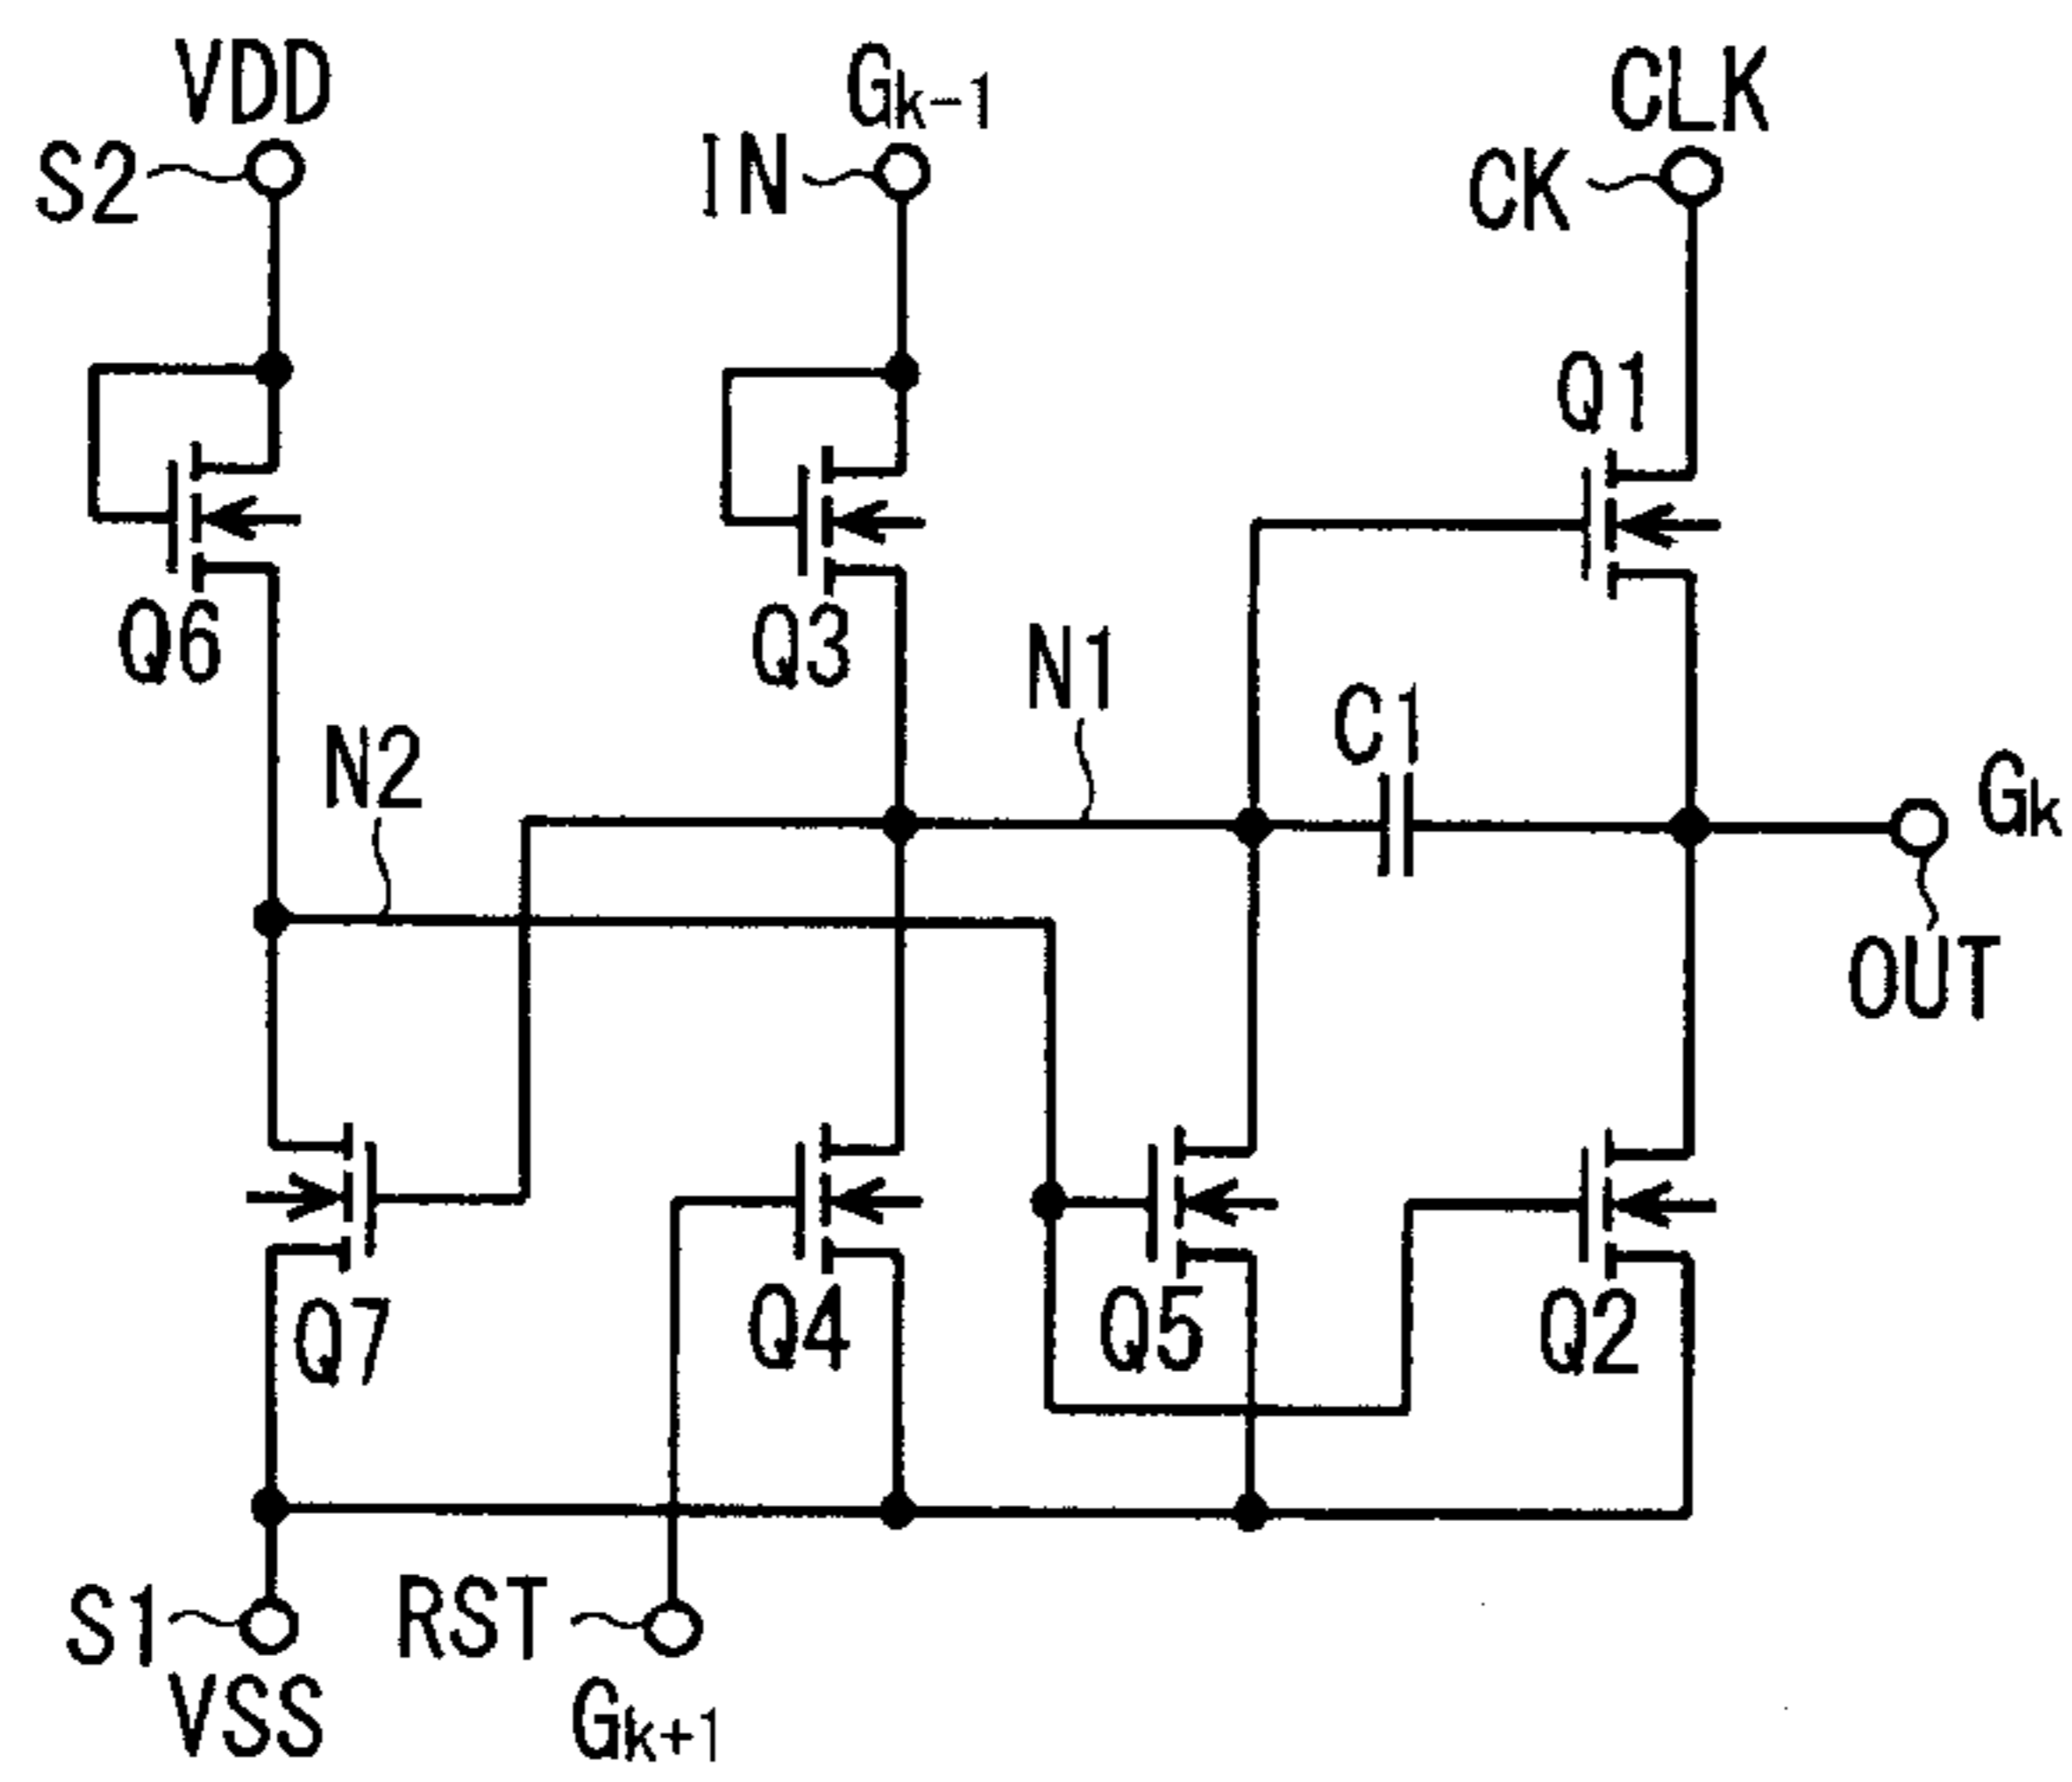 VDD
Gk-1
CLK
S2
IN
CK
Q1
Q6
Q3
N1
C1
N2
Gk
OUT
Q7
Q4
Q5
Q2
S1
RST
VSS
Gk+1